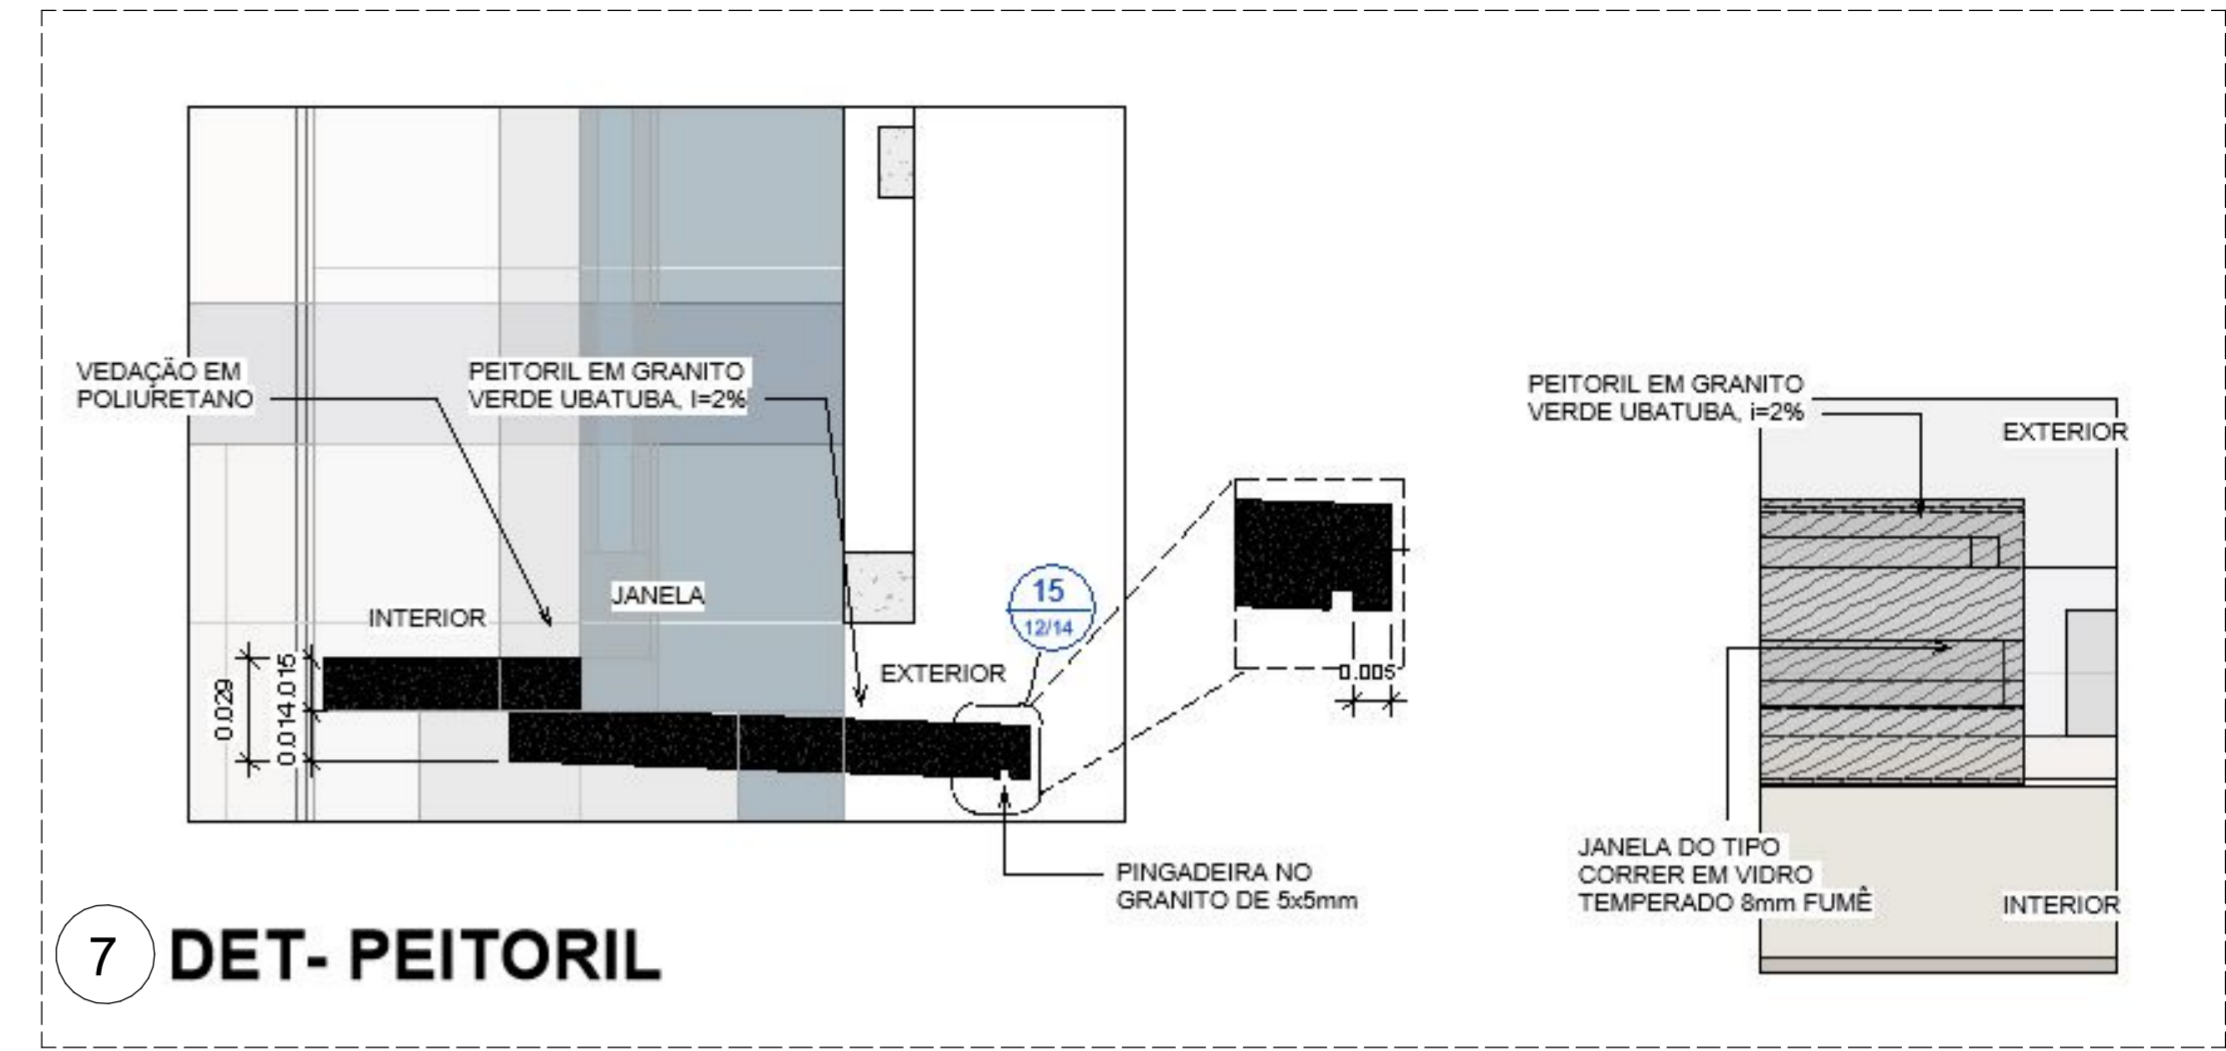 VEDAÇÃO EM
POLIURETANO
PEITORIL EM GRANITO
VERDE UBATUBA, I=2%
INTERIOR
JANELA
EXTERIOR
15
12/14
0.029
0.014
0.015
0.005
PINGADEIRA NO
GRANITO DE 5x5mm
PEITORIL EM GRANITO
VERDE UBATUBA, i=2%
EXTERIOR
JANELA DO TIPO
CORRER EM VIDRO
TEMPERADO 8mm FUMÊ
INTERIOR
7 DET- PEITORIL